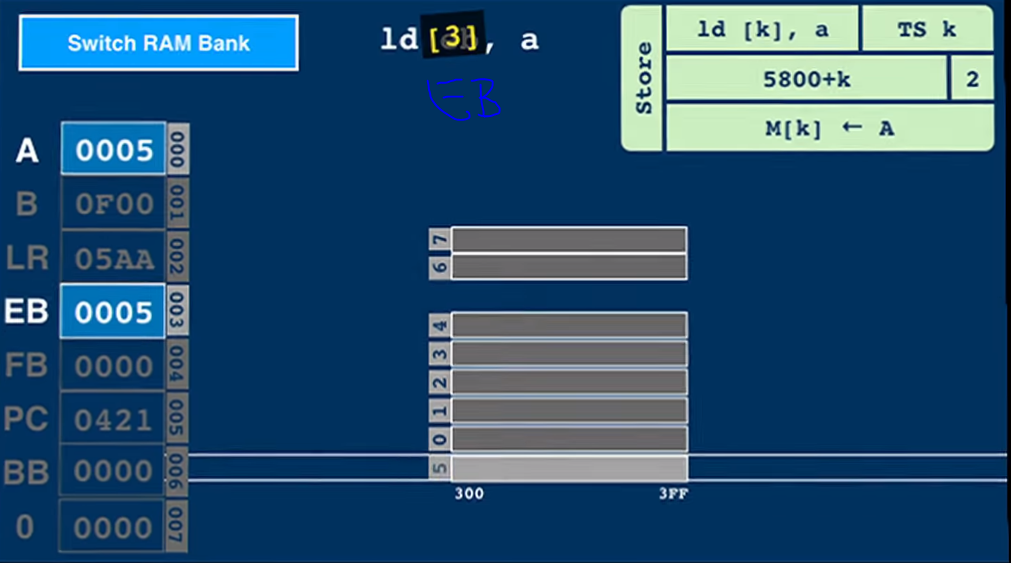 Switch RAM Bank
ld [3], a
EB
Store
ld [k], a
TS k
5800+k
2
M[k] ← A
A 0005 000
B 0F00 001
LR 05AA 002
EB 0005 003
FB 0000 004
PC 0421 005
BB 0000 006
0 0000 007
7
6
4
3
2
1
0
5
300 3FF